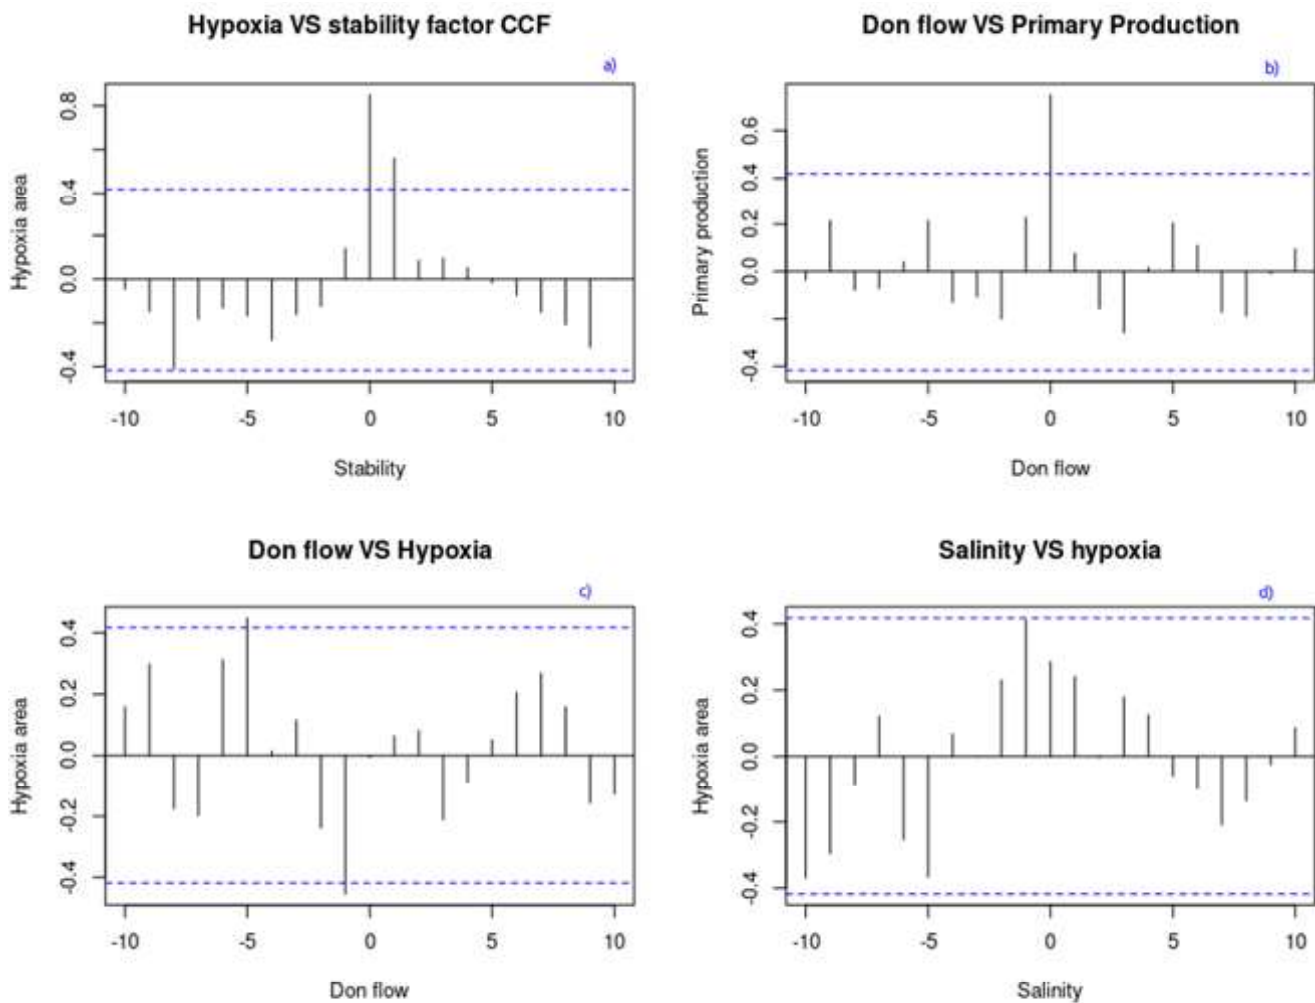 Hypoxia VS stability factor CCF
a)
Hypoxia area
0.8
0.4
0.0
-0.4
-10 -5 0 5 10
Stability
Don flow VS Primary Production
b)
Primary production
0.6
0.4
0.2
0.0
-0.4
-10 -5 0 5 10
Don flow
Don flow VS Hypoxia
c)
Hypoxia area
0.4
0.2
0.0
-0.2
-0.4
-10 -5 0 5 10
Don flow
Salinity VS hypoxia
d)
Hypoxia area
0.4
0.2
0.0
-0.2
-0.4
-10 -5 0 5 10
Salinity